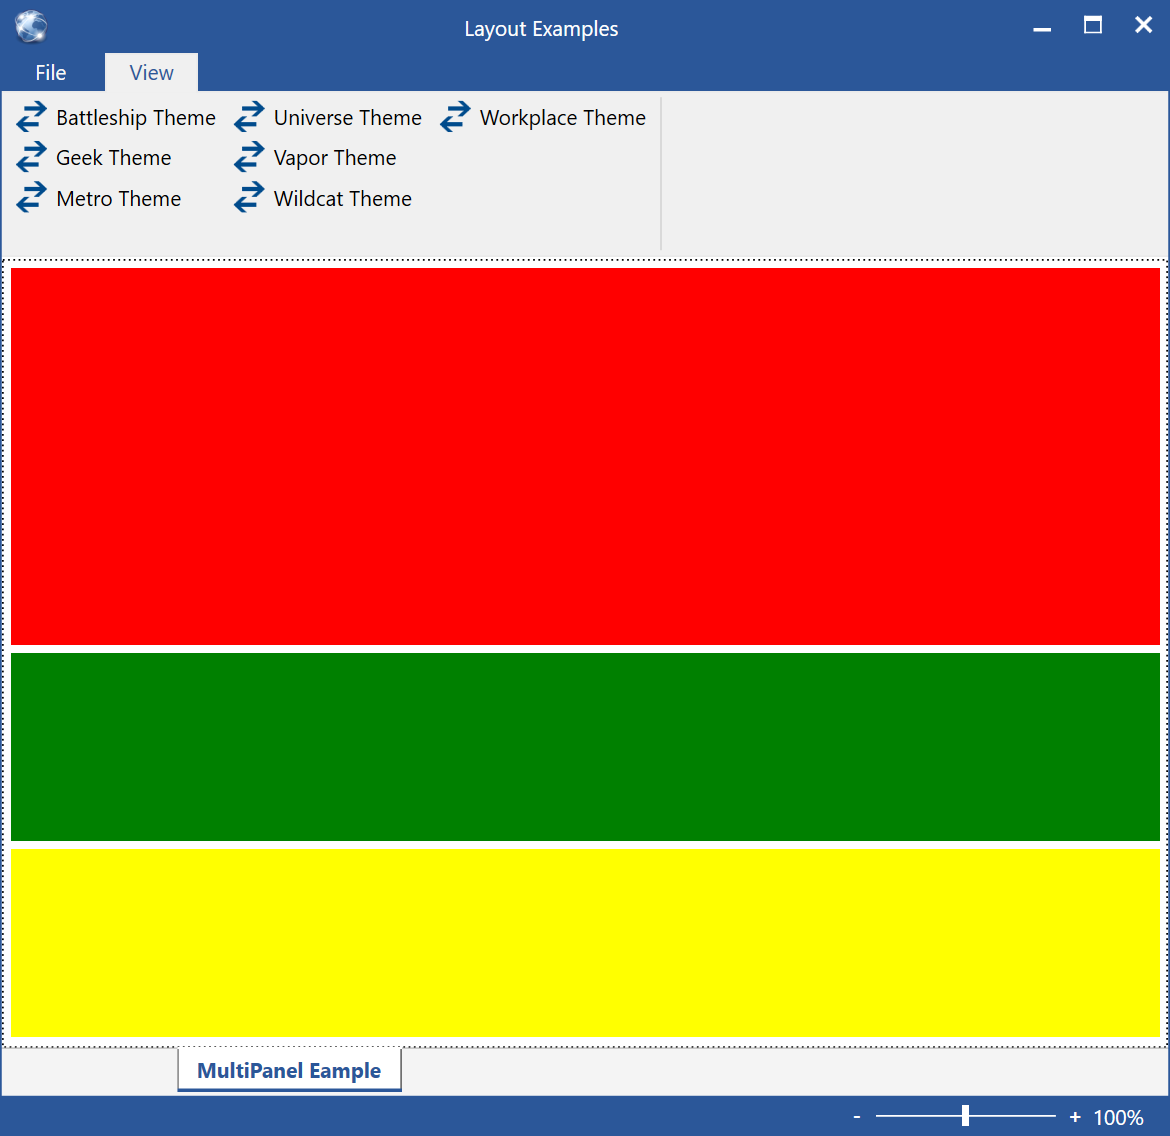 Layout Examples
File View
Battleship Theme Universe Theme Workplace Theme
Geek Theme Vapor Theme
Metro Theme Wildcat Theme
MultiPanel Eample
- + 100%